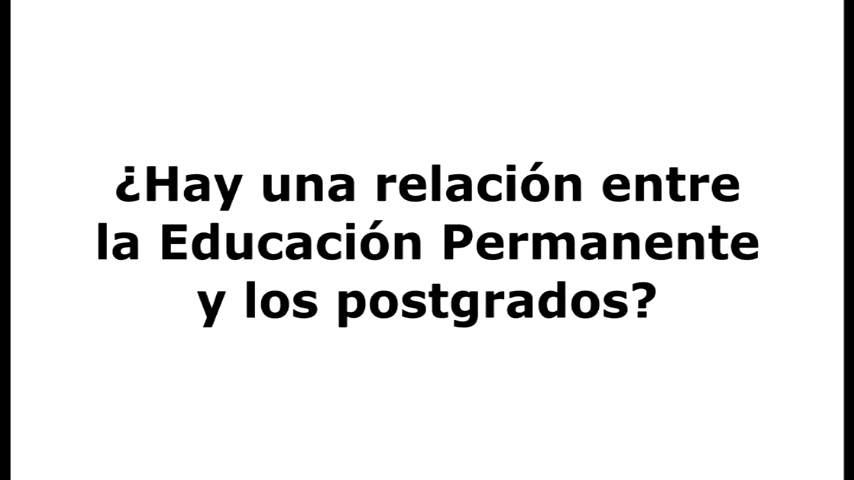 ¿Hay una relación entre
la Educación Permanente
y los postgrados?